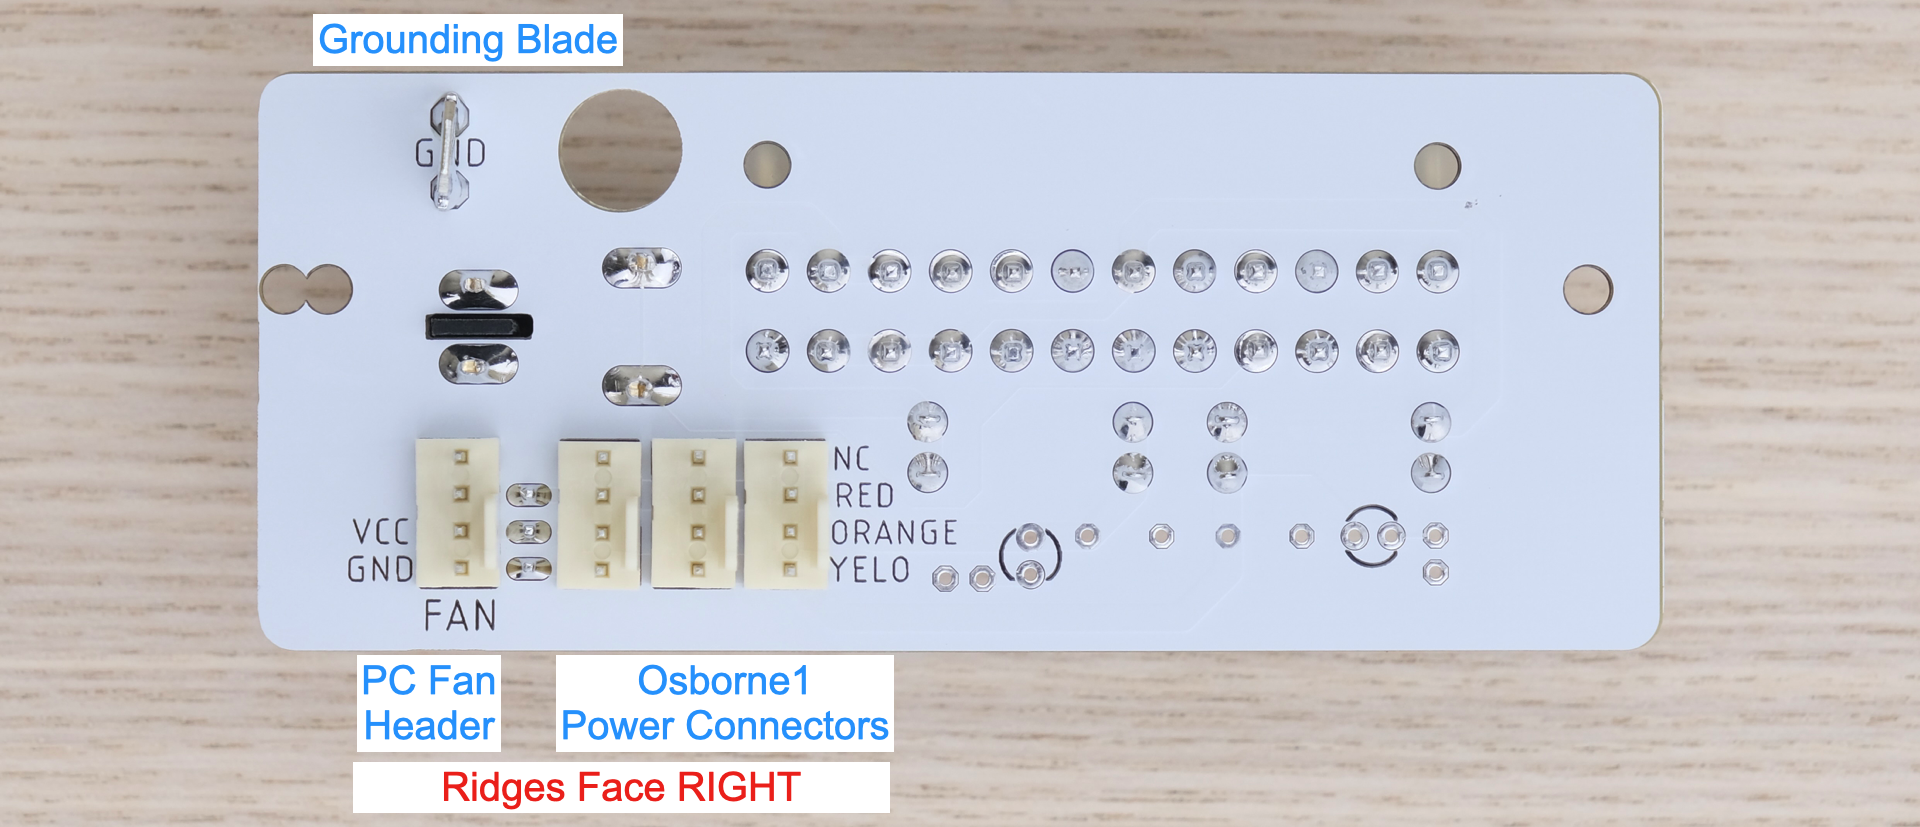 Grounding Blade
GND
NC
RED
VCC
ORANGE
GND
YELO
FAN
PC Fan
Header
Osborne1
Power Connectors
Ridges Face RIGHT